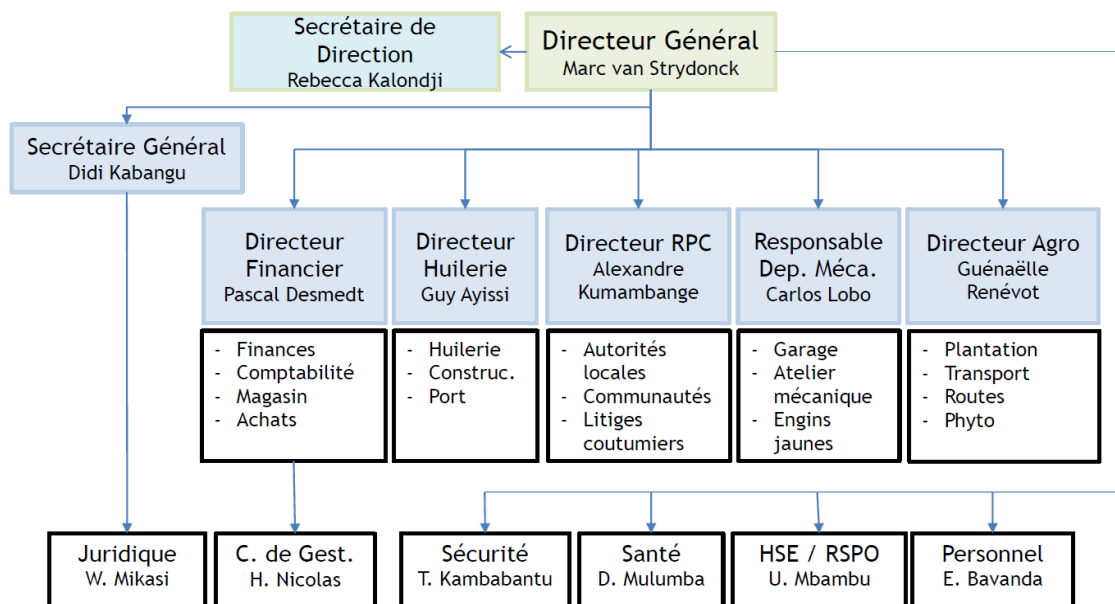 Secrétaire de
Direction
Rebecca Kalondji
Directeur Général
Marc van Strydonck
Secrétaire Général
Didi Kabangu
Directeur
Financier
Pascal Desmedt
Directeur
Huilerie
Guy Ayissi
Directeur RPC
Alexandre
Kumambange
Responsable
Dep. Méca.
Carlos Lobo
Directeur Agro
Guénaëlle
Renévot
- Finances
- Comptabilité
- Magasin
- Achats
- Huilerie
- Construc.
- Port
- Autorités
locales
- Communautés
- Litiges
coutumiers
- Garage
- Atelier
mécanique
- Engins
jaunes
- Plantation
- Transport
- Routes
- Phyto
Juridique
W. Mikasi
C. de Gest.
H. Nicolas
Sécurité
T. Kambabantu
Santé
D. Mulumba
HSE / RSPO
U. Mbambu
Personnel
E. Bavanda